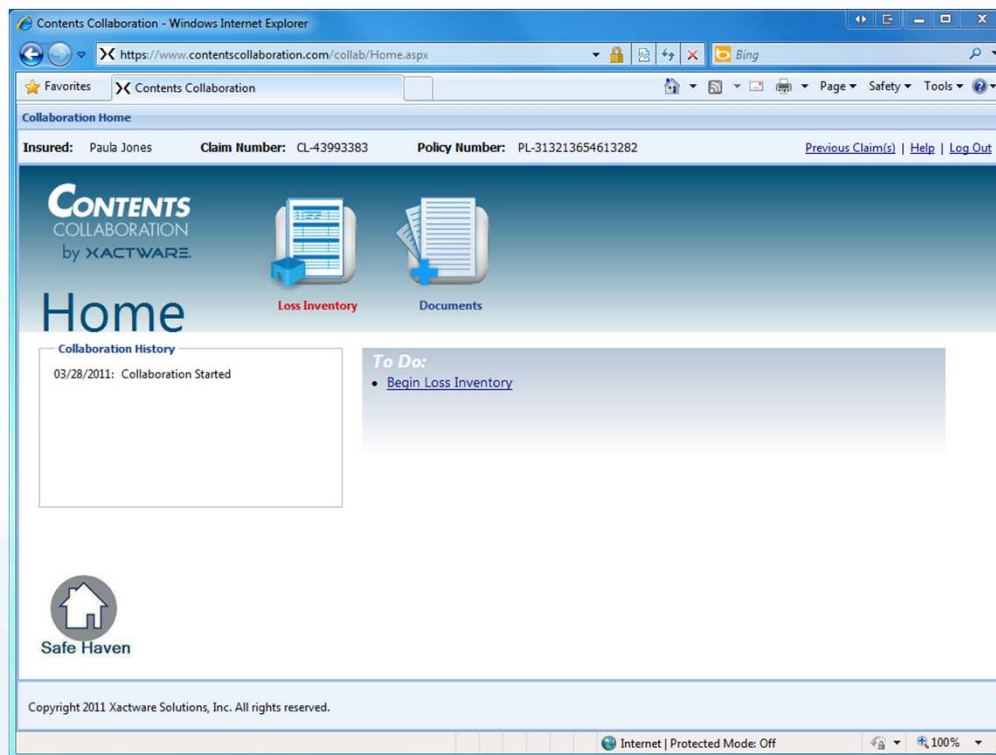 Contents Collaboration - Windows Internet Explorer
https://www.contentscollaboration.com/collab/Home.aspx
Bing
Favorites
Contents Collaboration
Page
Safety
Tools
Collaboration Home
Insured: Paula Jones Claim Number: CL-43993383 Policy Number: PL-313213654613282 Previous Claim(s) | Help | Log Out
CONTENTS
COLLABORATION
by XACTWARE.
Home
Loss Inventory
Documents
Collaboration History
03/28/2011: Collaboration Started
To Do:
• Begin Loss Inventory
Safe Haven
Copyright 2011 Xactware Solutions, Inc. All rights reserved.
Internet | Protected Mode: Off
100%